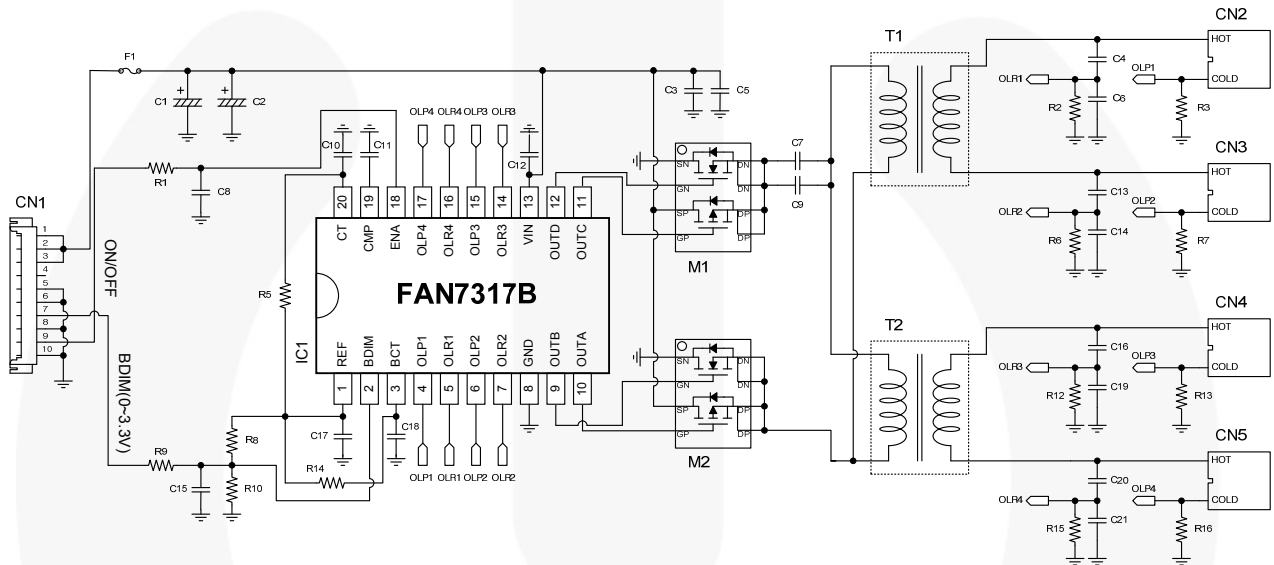 F1
C1
C2
C3
C5
CN1
1
2
3
4
5
6
7
8
9
10
ON/OFF
BDIM(0~3.3V)
R1
C8
C10
C11
OLP4
OLR4
OLP3
OLR3
C12
20
19
18
17
16
15
14
13
12
11
CT
CMP
ENA
OLP4
OLR4
OLP3
OLR3
VIN
OUTD
OUTC
FAN7317B
IC1
REF
BDIM
BCT
OLP1
OLR1
OLP2
OLR2
GND
OUTB
OUTA
1
2
3
4
5
6
7
8
9
10
R5
R8
R9
R10
C15
R14
C17
C18
OLP1
OLR1
OLP2
OLR2
SN
DN
GN
DN
SP
DP
GP
DP
M1
SN
DN
GN
DN
SP
DP
GP
DP
M2
C7
C9
T1
T2
CN2
HOT
COLD
C4
C6
OLR1
OLP1
R2
R3
CN3
HOT
COLD
C13
C14
OLR2
OLP2
R6
R7
CN4
HOT
COLD
C16
C19
OLR3
OLP3
R12
R13
CN5
HOT
COLD
C20
C21
OLR4
OLP4
R15
R16